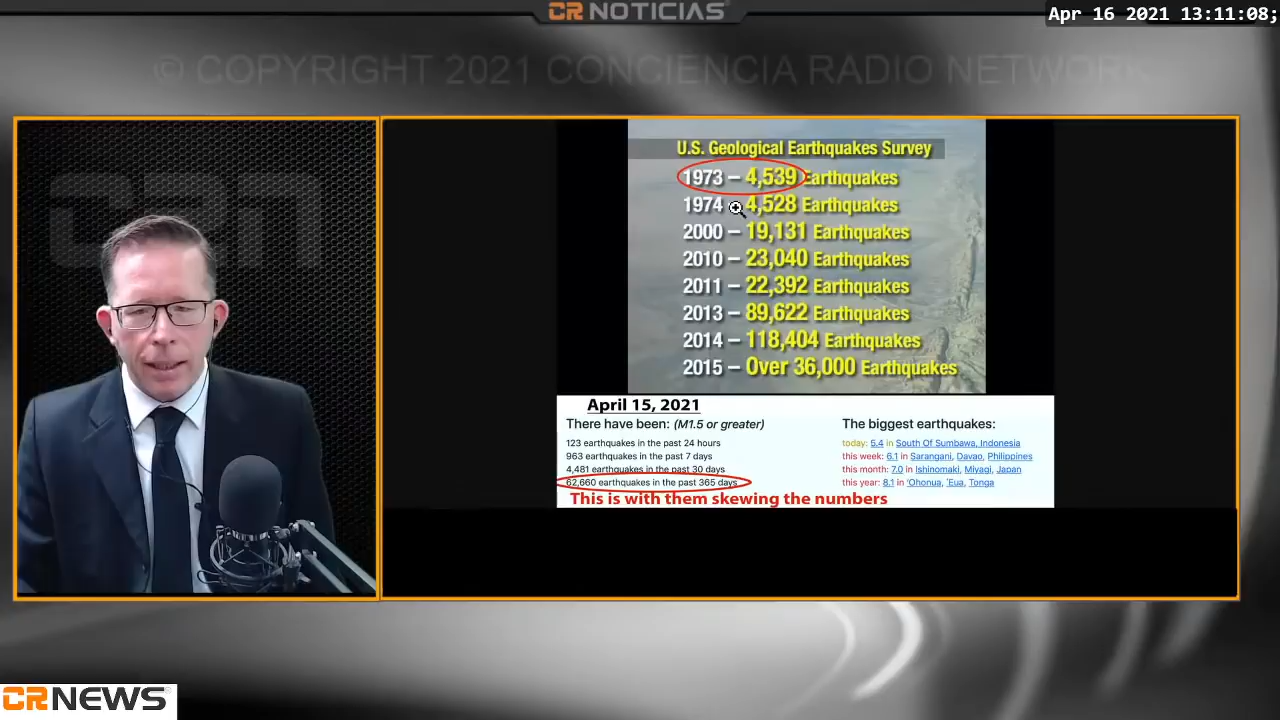 CR NOTICIAS
Apr 16 2021 13:11:08;
© COPYRIGHT 2021 CONCIENCIA RADIO NETWORK
U.S. Geological Earthquakes Survey
1973 – 4,539 Earthquakes
1974 – 4,528 Earthquakes
2000 – 19,131 Earthquakes
2010 – 23,040 Earthquakes
2011 – 22,392 Earthquakes
2013 – 89,622 Earthquakes
2014 – 118,404 Earthquakes
2015 – Over 36,000 Earthquakes
April 15, 2021
There have been: (M1.5 or greater)
123 earthquakes in the past 24 hours
963 earthquakes in the past 7 days
4,481 earthquakes in the past 30 days
62,660 earthquakes in the past 365 days
The biggest earthquakes:
today: 5.4 in South Of Sumbawa, Indonesia
this week: 6.1 in Sarangani, Davao, Philippines
this month: 7.0 in Ishinomaki, Miyagi, Japan
this year: 8.1 in ‘Ohonua, ‘Eua, Tonga
This is with them skewing the numbers
CRNEWS